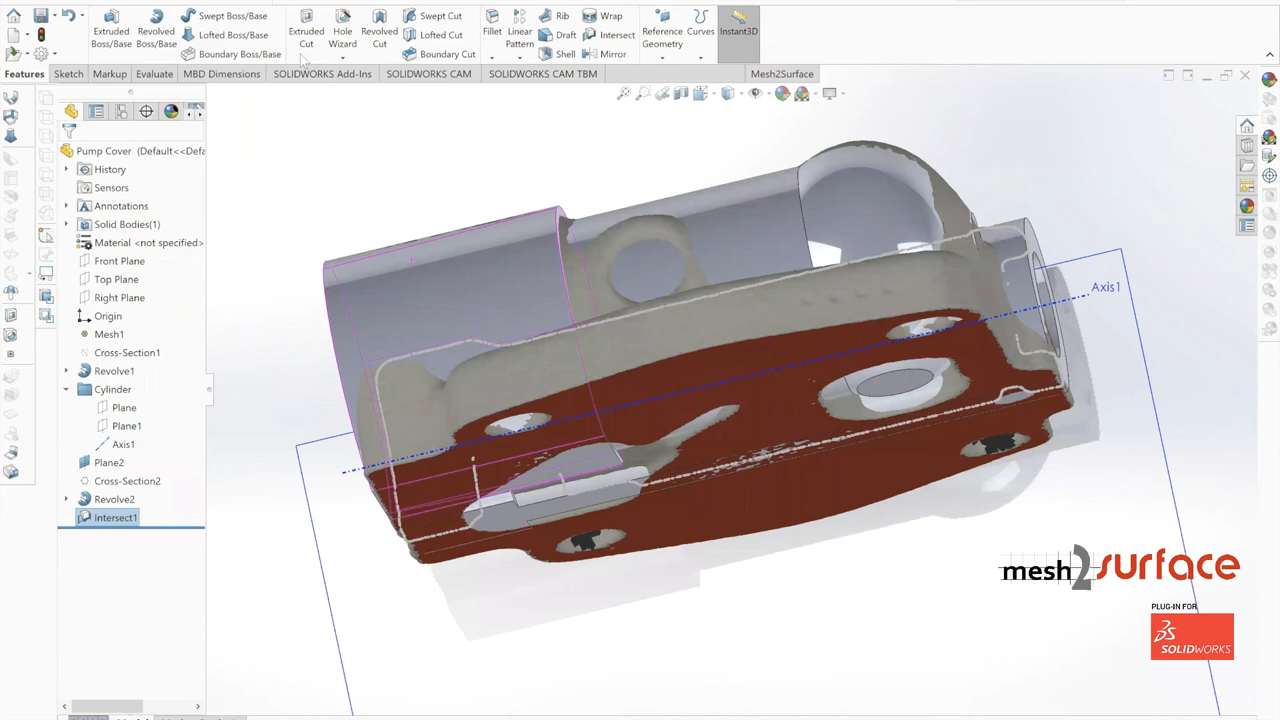 Extruded
Boss/Base
Revolved
Boss/Base
Swept Boss/Base
Lofted Boss/Base
Boundary Boss/Base
Extruded
Cut
Hole
Wizard
Revolved
Cut
Swept Cut
Lofted Cut
Boundary Cut
Fillet
Linear
Pattern
Rib
Draft
Shell
Wrap
Intersect
Mirror
Reference
Geometry
Curves
Instant3D
Features
Sketch
Markup
Evaluate
MBD Dimensions
SOLIDWORKS Add-Ins
SOLIDWORKS CAM
SOLIDWORKS CAM TBM
Mesh2Surface
Pump Cover (Default<<Defa
History
Sensors
Annotations
Solid Bodies(1)
Material <not specified>
Front Plane
Top Plane
Right Plane
Origin
Mesh1
Cross-Section1
Revolve1
Cylinder
Plane
Plane1
Axis1
Plane2
Cross-Section2
Revolve2
Intersect1
Axis1
mesh2surface
PLUG-IN FOR
SOLIDWORKS